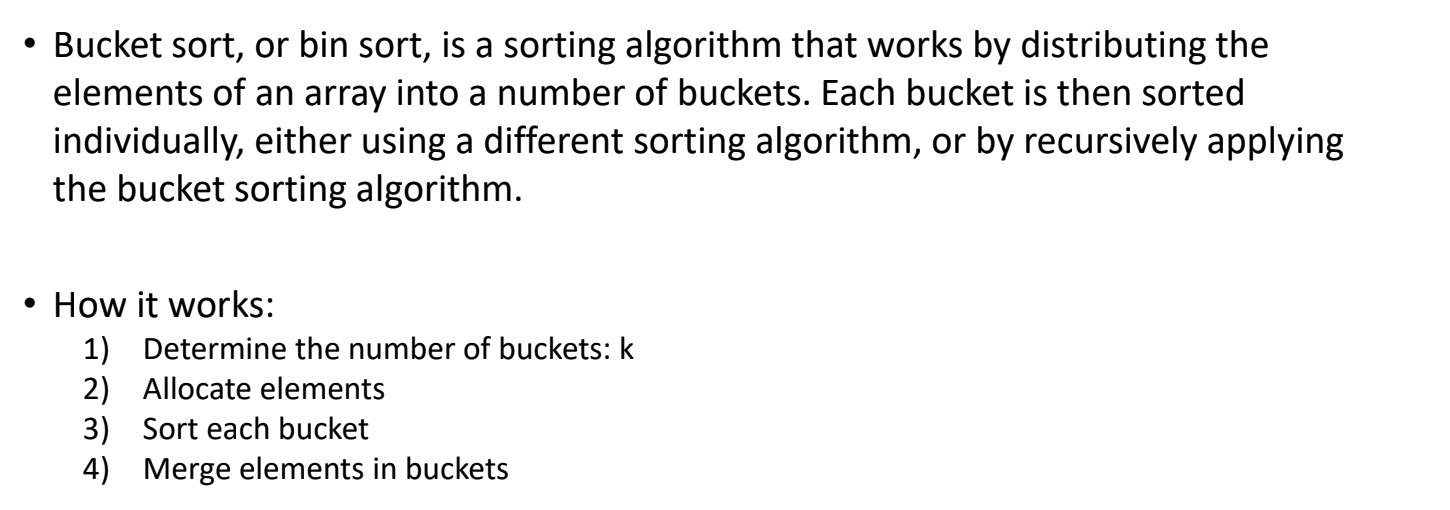 • Bucket sort, or bin sort, is a sorting algorithm that works by distributing the
elements of an array into a number of buckets. Each bucket is then sorted
individually, either using a different sorting algorithm, or by recursively applying
the bucket sorting algorithm.
• How it works:
1) Determine the number of buckets: k
2) Allocate elements
3) Sort each bucket
4) Merge elements in buckets